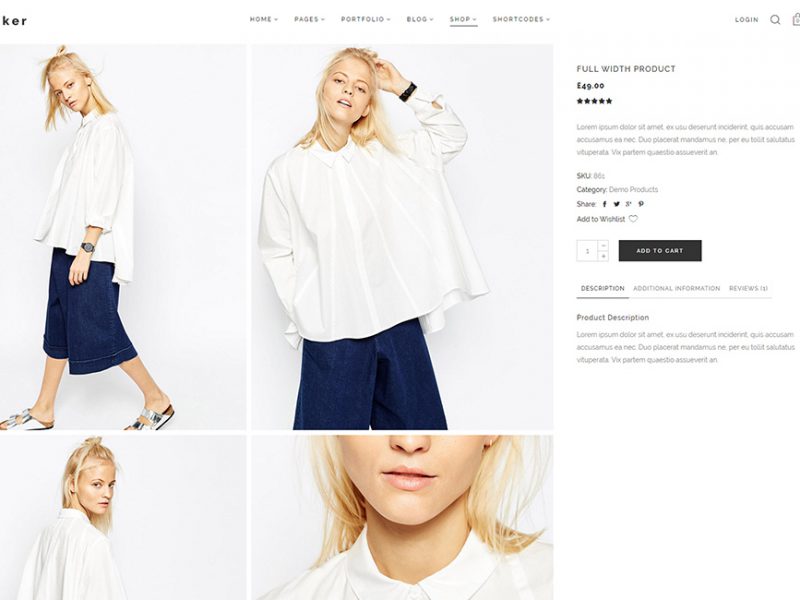 ker
HOME PAGES PORTFOLIO BLOG SHOP SHORTCODES
LOGIN
FULL WIDTH PRODUCT
£49.00
Lorem ipsum dolor sit amet, ex usu deserunt inciderint, quis accusam
accusamus ea nec. Duo placerat mandamus ne, per eu tollit salutatus
vituperata. Vix partem quaestio assueverit an.
SKU: 861
Category: Demo Products
Share:
Add to Wishlist
1
ADD TO CART
DESCRIPTION ADDITIONAL INFORMATION REVIEWS (1)
Product Description
Lorem ipsum dolor sit amet, ex usu deserunt inciderint, quis accusam
accusamus ea nec. Duo placerat mandamus ne, per eu tollit salutatus
vituperata. Vix partem quaestio assueverit an.